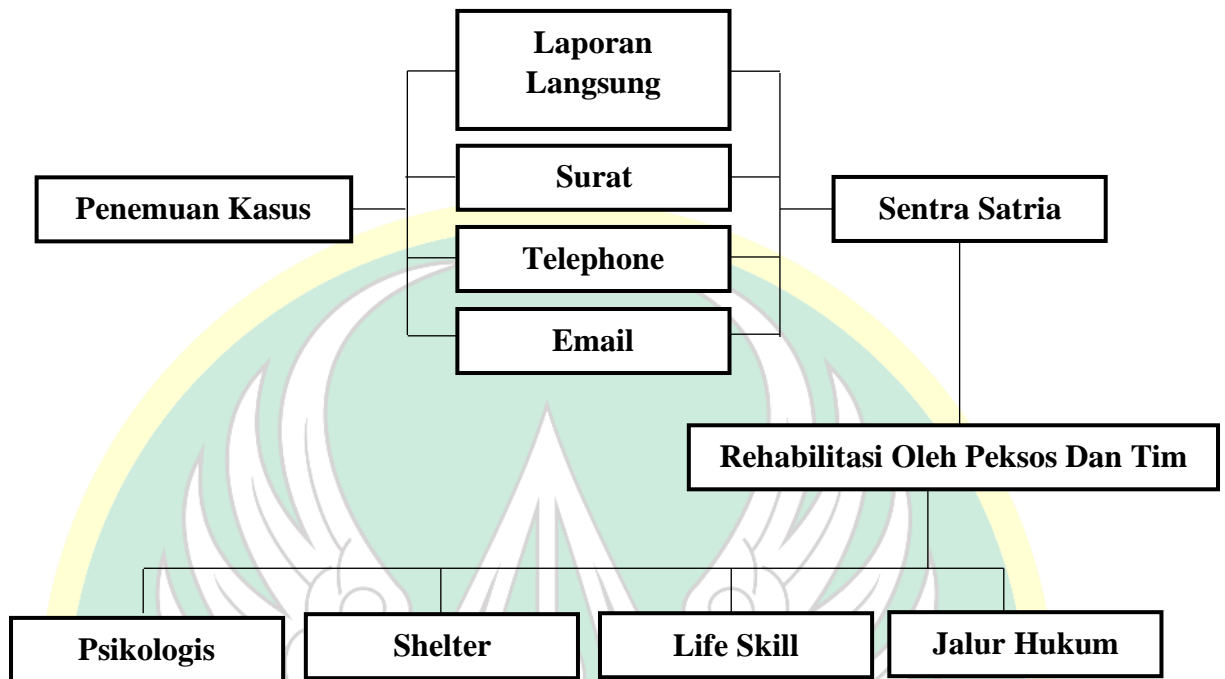 Laporan
Langsung
Surat
Penemuan Kasus
Sentra Satria
Telephone
Email
Rehabilitasi Oleh Peksos Dan Tim
Psikologis
Shelter
Life Skill
Jalur Hukum